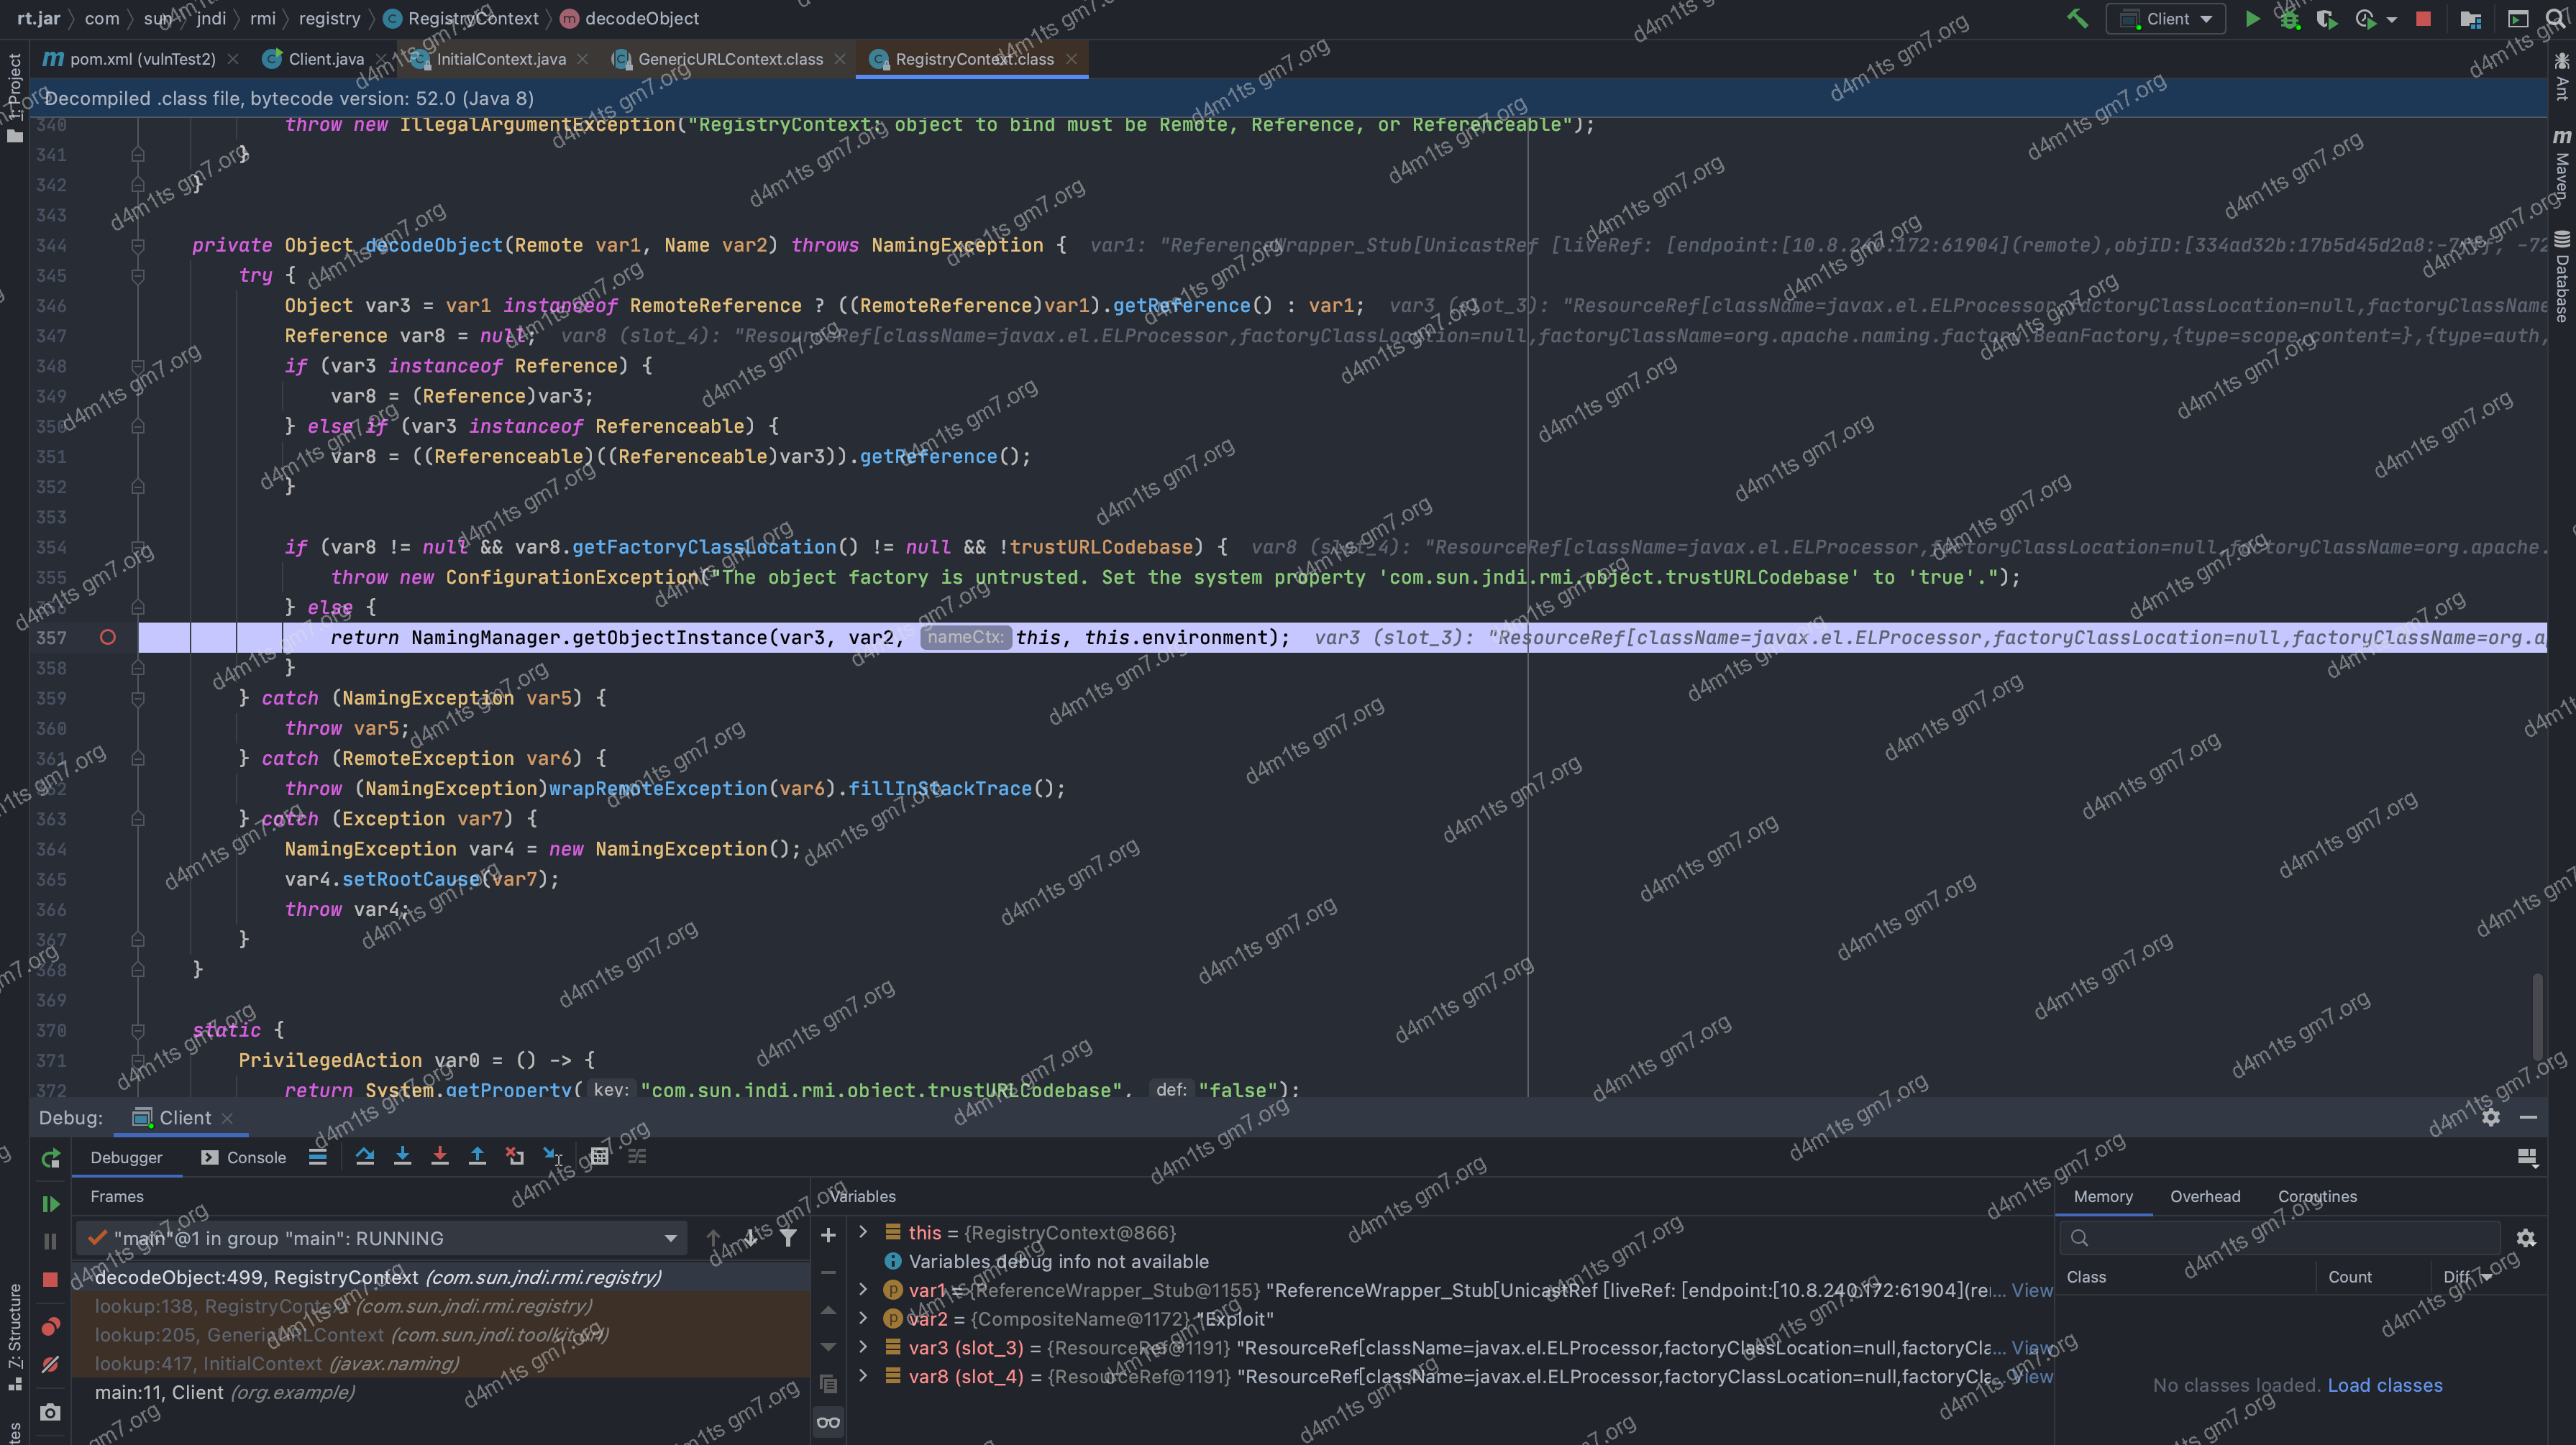 rt.jar com sun jndi rmi registry RegistryContext decodeObject Client
pom.xml (vulnTest2) Client.java InitialContext.java GenericURLContext.class RegistryContext.class
Decompiled .class file, bytecode version: 52.0 (Java 8)
340 throw new IllegalArgumentException("RegistryContext: object to bind must be Remote, Reference, or Referenceable");
341 }
342 }
343
344 private Object decodeObject(Remote var1, Name var2) throws NamingException { var1: "ReferenceWrapper_Stub[UnicastRef [liveRef: [endpoint:[10.8.240.172:61904](remote),objID:[334ad32b:17b5d45d2a8:-7ff5f, -72
345 try {
346 Object var3 = var1 instanceof RemoteReference ? ((RemoteReference)var1).getReference() : var1; var3 (slot_3): "ResourceRef[className=javax.el.ELProcessor,factoryClassLocation=null,factoryClassName
347 Reference var8 = null; var8 (slot_4): "ResourceRef[className=javax.el.ELProcessor,factoryClassLocation=null,factoryClassName=org.apache.naming.factory.BeanFactory,{type=scope,content=},{type=auth,
348 if (var3 instanceof Reference) {
349 var8 = (Reference)var3;
350 } else if (var3 instanceof Referenceable) {
351 var8 = ((Referenceable)((Referenceable)var3)).getReference();
352 }
353
354 if (var8 != null && var8.getFactoryClassLocation() != null && !trustURLCodebase) { var8 (slot_4): "ResourceRef[className=javax.el.ELProcessor,factoryClassLocation=null,factoryClassName=org.apache.
355 throw new ConfigurationException("The object factory is untrusted. Set the system property 'com.sun.jndi.rmi.object.trustURLCodebase' to 'true'.");
356 } else {
357 return NamingManager.getObjectInstance(var3, var2, nameCtx: this, this.environment); var3 (slot_3): "ResourceRef[className=javax.el.ELProcessor,factoryClassLocation=null,factoryClassName=org.a
358 }
359 } catch (NamingException var5) {
360 throw var5;
361 } catch (RemoteException var6) {
362 throw (NamingException)wrapRemoteException(var6).fillInStackTrace();
363 } catch (Exception var7) {
364 NamingException var4 = new NamingException();
365 var4.setRootCause(var7);
366 throw var4;
367 }
368 }
369
370 static {
371 PrivilegedAction var0 = () -> {
372 return System.getProperty( key: "com.sun.jndi.rmi.object.trustURLCodebase", def: "false");
1: Project
7: Structure
Ant
Maven
Database
Debug: Client
Debugger Console
Frames
"main"@1 in group "main": RUNNING
decodeObject:499, RegistryContext (com.sun.jndi.rmi.registry)
lookup:138, RegistryContext (com.sun.jndi.rmi.registry)
lookup:205, GenericURLContext (com.sun.jndi.toolkit.url)
lookup:417, InitialContext (javax.naming)
main:11, Client (org.example)
Variables
this = {RegistryContext@866}
Variables debug info not available
var1 = {ReferenceWrapper_Stub@1155} "ReferenceWrapper_Stub[UnicastRef [liveRef: [endpoint:[10.8.240.172:61904](re... View
var2 = {CompositeName@1172} "Exploit"
var3 (slot_3) = {ResourceRef@1191} "ResourceRef[className=javax.el.ELProcessor,factoryClassLocation=null,factoryCla... View
var8 (slot_4) = {ResourceRef@1191} "ResourceRef[className=javax.el.ELProcessor,factoryClassLocation=null,factoryCla... View
Memory Overhead Coroutines
Class Count Diff
No classes loaded. Load classes
d4m1ts gm7.org